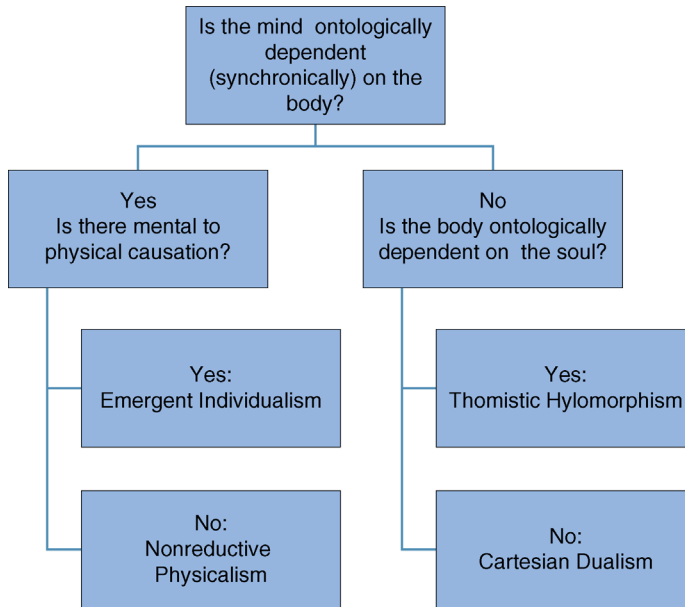 Is the mind ontologically
dependent
(synchronically) on the
body?
Yes
Is there mental to
physical causation?
No
Is the body ontologically
dependent on the soul?
Yes:
Emergent Individualism
Yes:
Thomistic Hylomorphism
No:
Nonreductive
Physicalism
No:
Cartesian Dualism